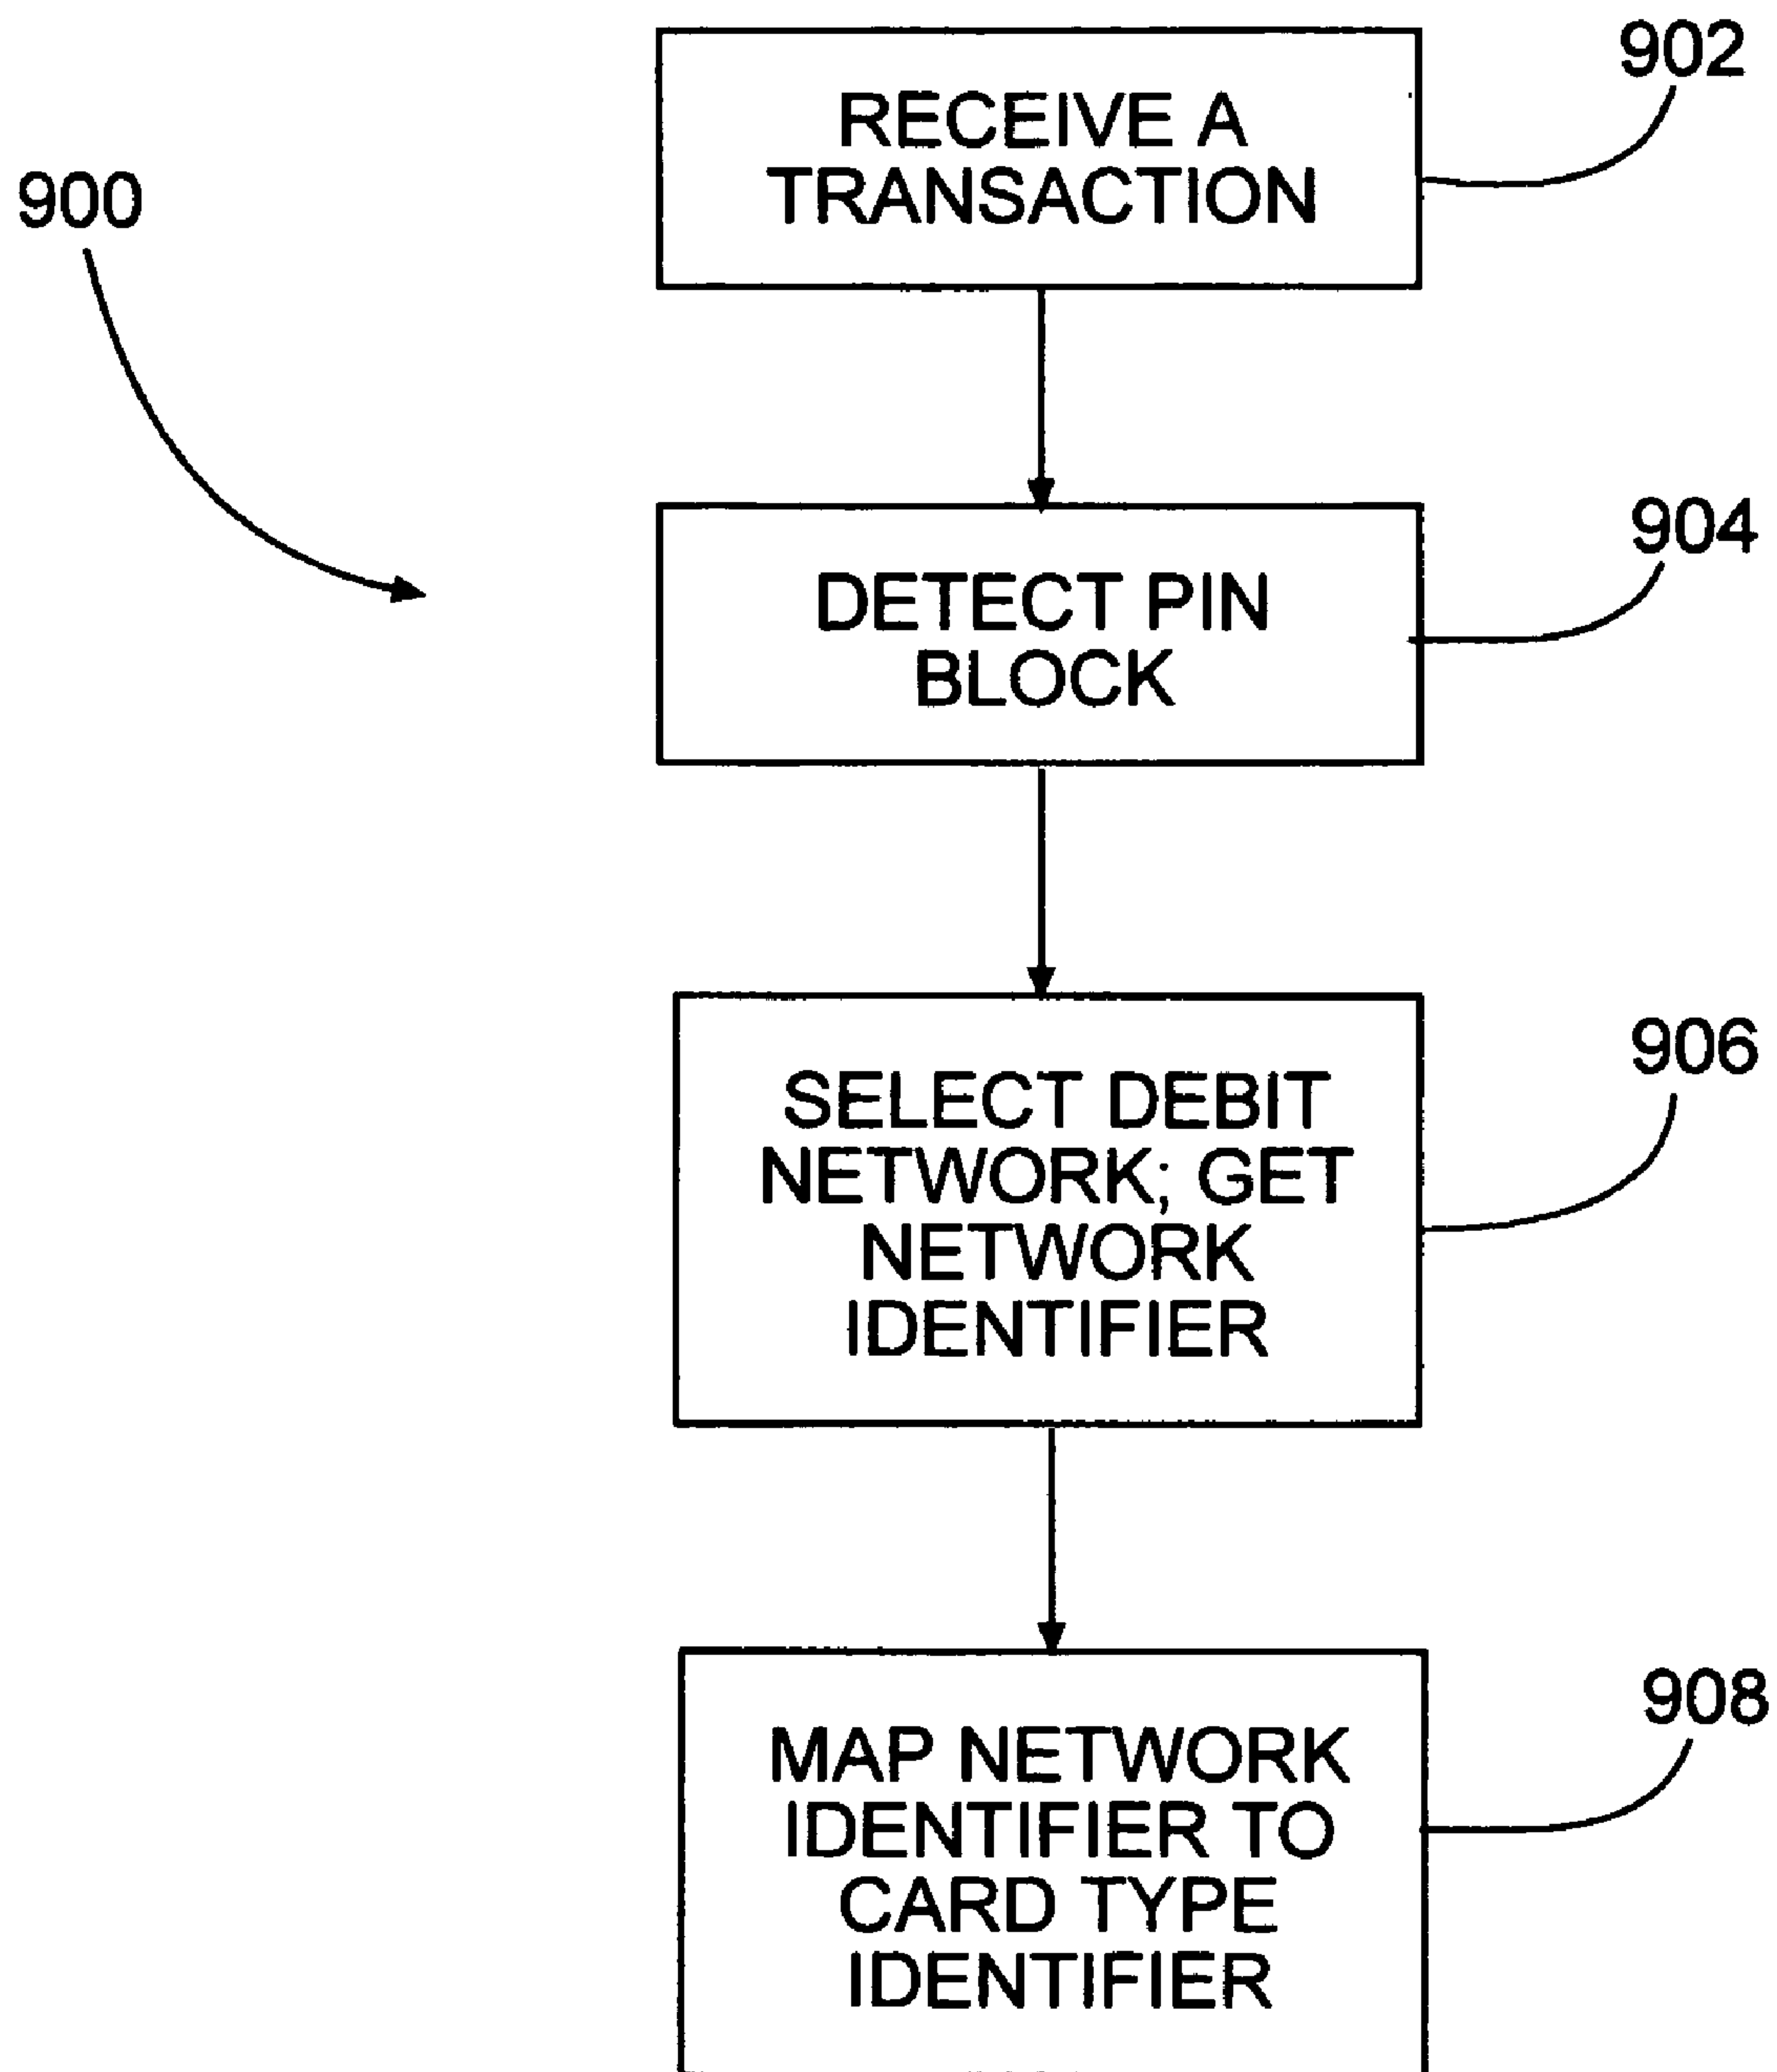 902
RECEIVE A
TRANSACTION
900
904
DETECT PIN
BLOCK
906
SELECT DEBIT
NETWORK; GET
NETWORK
IDENTIFIER
908
MAP NETWORK
IDENTIFIER TO
CARD TYPE
IDENTIFIER